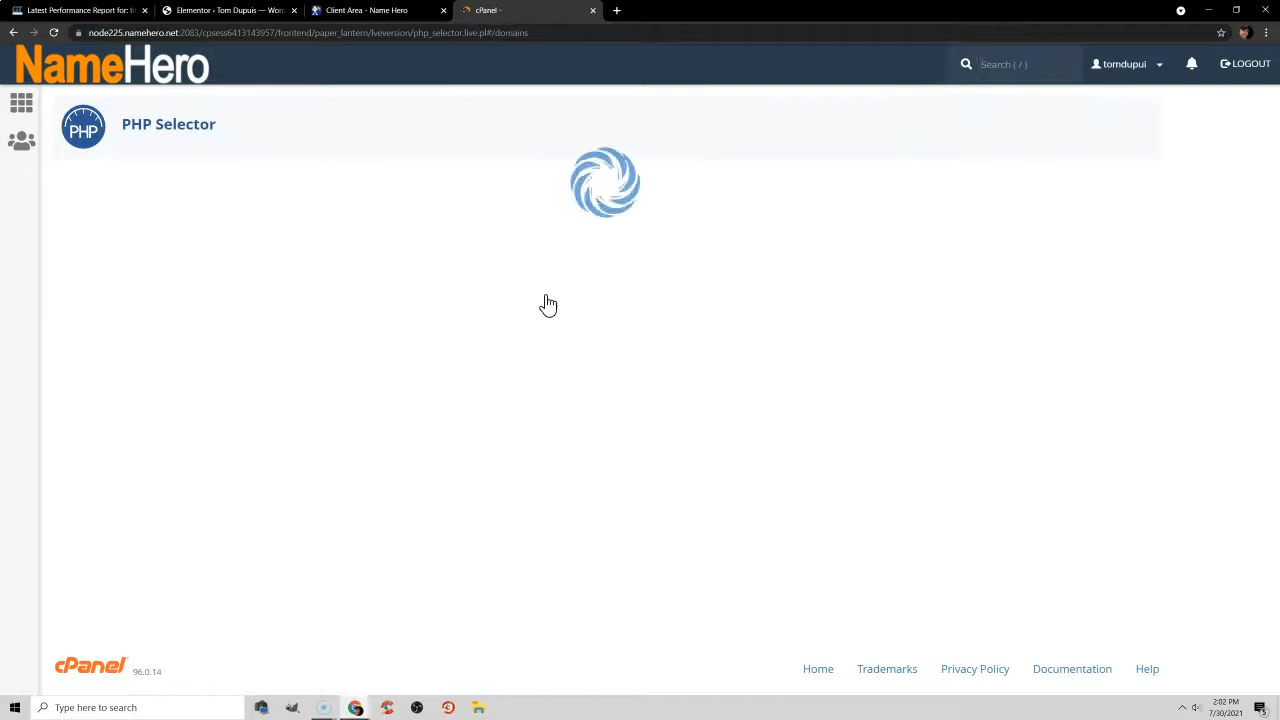 Latest Performance Report for: h
Elementor ‹ Tom Dupuis — Wor
Client Area - Name Hero
cPanel -
node225.namehero.net:2083/cpsess6413143957/frontend/paper_lantern/lveversion/php_selector.live.pl#/domains
NameHero
Search ( / )
tomdupui
LOGOUT
PHP
PHP Selector
cPanel
96.0.14
Home
Trademarks
Privacy Policy
Documentation
Help
Type here to search
2:02 PM
7/30/2021